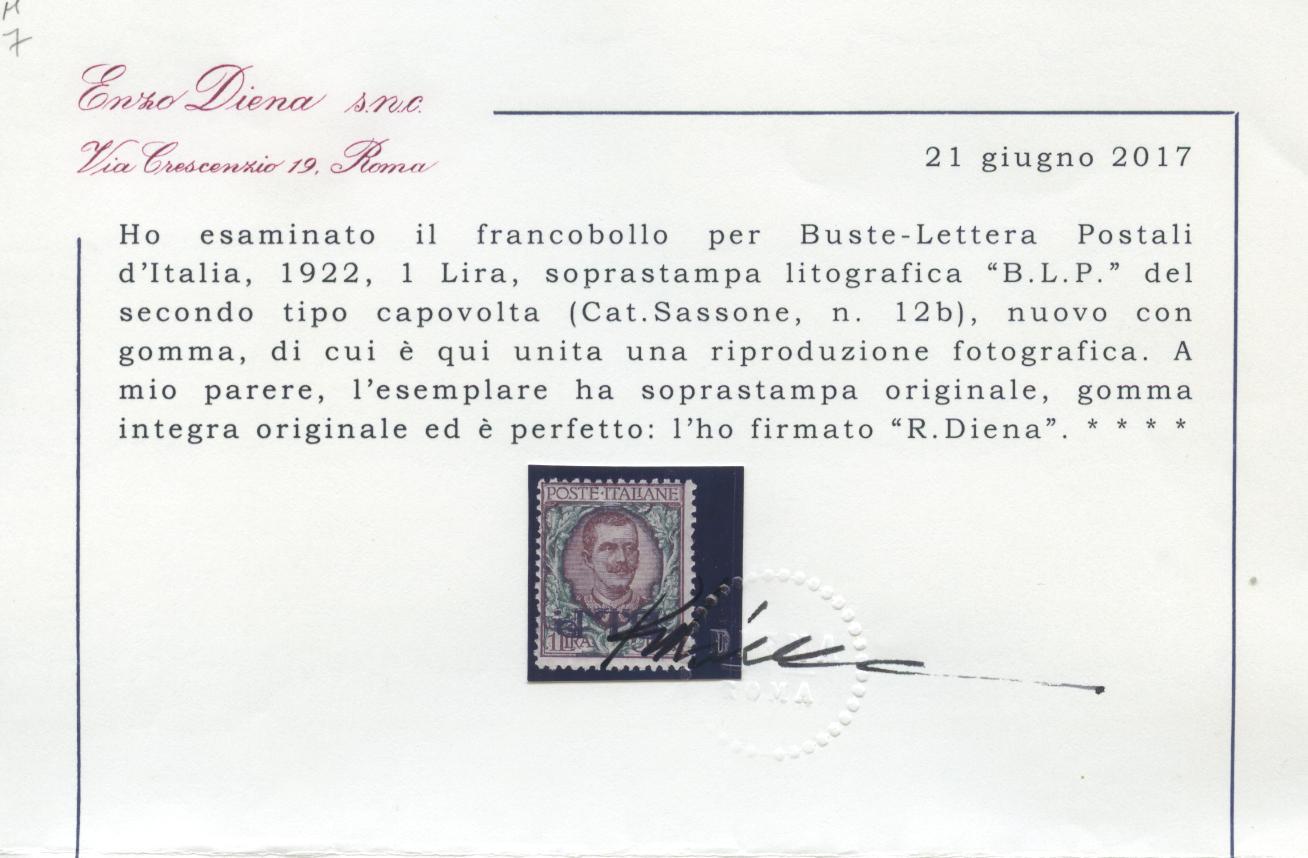 M
7
Enzo Diena s.n.c.
Via Crescenzio 19, Roma
21 giugno 2017
Ho esaminato il francobollo per Buste-Lettera Postali
d'Italia, 1922, 1 Lira, soprastampa litografica “B.L.P.” del
secondo tipo capovolta (Cat.Sassone, n. 12b), nuovo con
gomma, di cui è qui unita una riproduzione fotografica. A
mio parere, l'esemplare ha soprastampa originale, gomma
integra originale ed è perfetto: l'ho firmato “R.Diena”. * * * *
POSTE·ITALIANE
1 LIRA